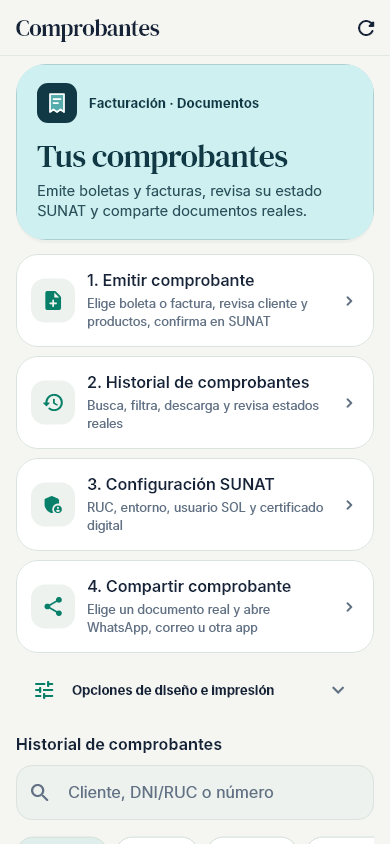 Comprobantes
Facturación · Documentos
Tus comprobantes
Emite boletas y facturas, revisa su estado
SUNAT y comparte documentos reales.
1. Emitir comprobante
Elige boleta o factura, revisa cliente y
productos, confirma en SUNAT
2. Historial de comprobantes
Busca, filtra, descarga y revisa estados
reales
3. Configuración SUNAT
RUC, entorno, usuario SOL y certificado
digital
4. Compartir comprobante
Elige un documento real y abre
WhatsApp, correo u otra app
Opciones de diseño e impresión
Historial de comprobantes
Cliente, DNI/RUC o número